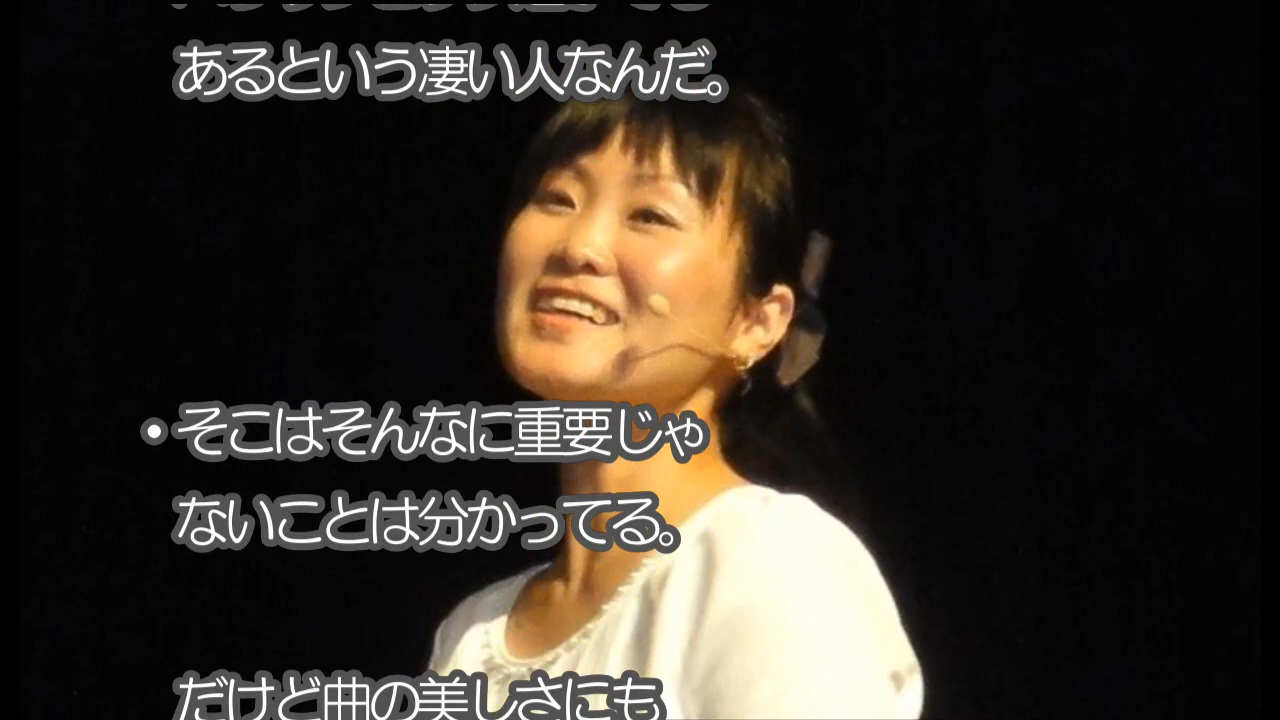 あるという凄い人なんだ。
•そこはそんなに重要じゃ
ないことは分かってる。
だけど曲の美しさにも